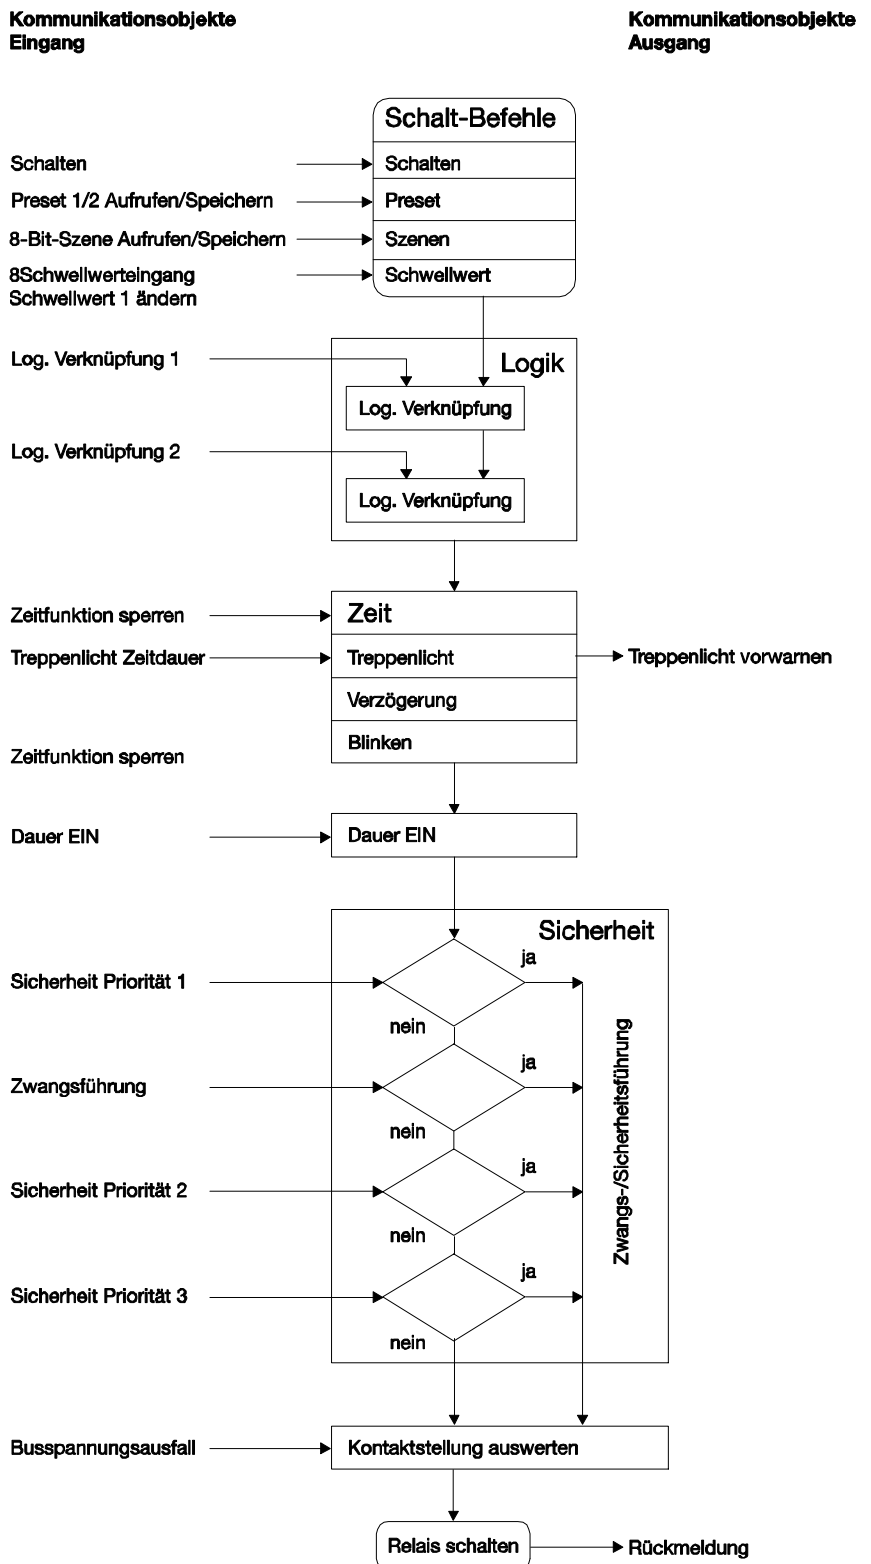 Kommunikationsobjekte
Eingang
Kommunikationsobjekte
Ausgang
Schalt-Befehle
Schalten
Schalten
Preset 1/2 Aufrufen/Speichern
Preset
8-Bit-Szene Aufrufen/Speichern
Szenen
8Schwellwerteingang
Schwellwert 1 ändern
Schwellwert
Log. Verknüpfung 1
Logik
Log. Verknüpfung
Log. Verknüpfung 2
Log. Verknüpfung
Zeitfunktion sperren
Zeit
Treppenlicht Zeitdauer
Treppenlicht
Treppenlicht vorwarnen
Verzögerung
Blinken
Zeitfunktion sperren
Dauer EIN
Dauer EIN
Sicherheit
ja
Sicherheit Priorität 1
nein
ja
Zwangsführung
nein
ja
Sicherheit Priorität 2
nein
ja
Sicherheit Priorität 3
nein
Zwangs-/Sicherheitsführung
Busspannungsausfall
Kontaktstellung auswerten
Relais schalten
Rückmeldung